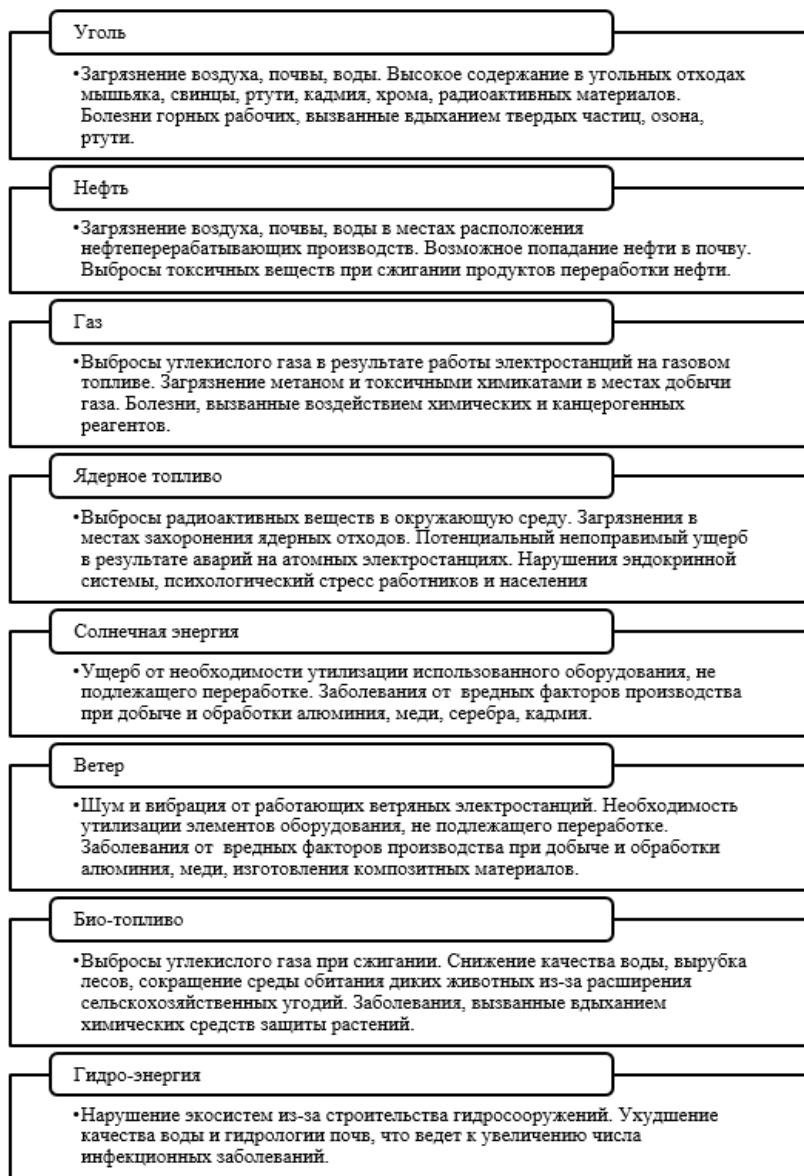 Уголь
•Загрязнение воздуха, почвы, воды. Высокое содержание в угольных отходах
мышьяка, свинцы, ртути, кадмия, хрома, радиоактивных материалов.
Болезни горных рабочих, вызванные вдыханием твердых частиц, озона,
ртути.
Нефть
•Загрязнение воздуха, почвы, воды в местах расположения
нефтеперерабатывающих производств. Возможное попадание нефти в почву.
Выбросы токсичных веществ при сжигании продуктов переработки нефти.
Газ
•Выбросы углекислого газа в результате работы электростанций на газовом
топливе. Загрязнение метаном и токсичными химикатами в местах добычи
газа. Болезни, вызванные воздействием химических и канцерогенных
реагентов.
Ядерное топливо
•Выбросы радиоактивных веществ в окружающую среду. Загрязнения в
местах захоронения ядерных отходов. Потенциальный непоправимый ущерб
в результате аварий на атомных электростанциях. Нарушения эндокринной
системы, психологический стресс работников и населения
Солнечная энергия
•Ущерб от необходимости утилизации использованного оборудования, не
подлежащего переработке. Заболевания от вредных факторов производства
при добыче и обработки алюминия, меди, серебра, кадмия.
Ветер
•Шум и вибрация от работающих ветряных электростанций. Необходимость
утилизации элементов оборудования, не подлежащего переработке.
Заболевания от вредных факторов производства при добыче и обработки
алюминия, меди, изготовления композитных материалов.
Био-топливо
•Выбросы углекислого газа при сжигании. Снижение качества воды, вырубка
лесов, сокращение среды обитания диких животных из-за расширения
сельскохозяйственных угодий. Заболевания, вызванные вдыханием
химических средств защиты растений.
Гидро-энергия
•Нарушение экосистем из-за строительства гидросооружений. Ухудшение
качества воды и гидрологии почв, что ведет к увеличению числа
инфекционных заболеваний.